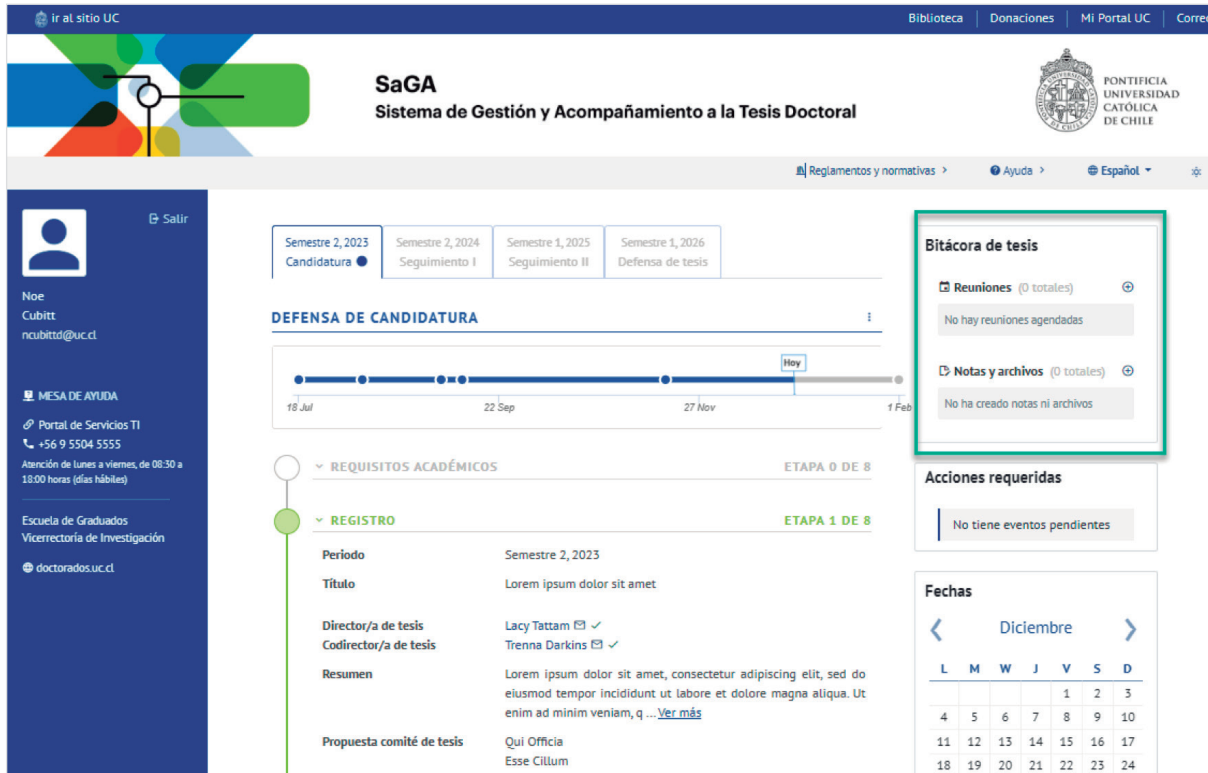 ir al sitio UC
Biblioteca
Donaciones
Mi Portal UC
SaGA
Sistema de Gestión y Acompañamiento a la Tesis Doctoral
PONTIFICIA
UNIVERSIDAD
CATÓLICA
DE CHILE
Reglamentos y normativas >
Ayuda >
Español
Salir
Noe
Cubitt
ncubittd@uc.cl
MESA DE AYUDA
Portal de Servicios TI
+56 9 5504 5555
Atención de lunes a viernes, de 08:30 a
18:00 horas (días hábiles)
Escuela de Graduados
Vicerrectoría de Investigación
doctorados.uc.cl
Semestre 2, 2023
Candidatura
Semestre 2, 2024
Seguimiento I
Semestre 1, 2025
Seguimiento II
Semestre 1, 2026
Defensa de tesis
DEFENSA DE CANDIDATURA
Hoy
18 Jul
22 Sep
27 Nov
1 Feb
REQUISITOS ACADÉMICOS ETAPA 0 DE 8
REGISTRO ETAPA 1 DE 8
Periodo Semestre 2, 2023
Título Lorem ipsum dolor sit amet
Director/a de tesis Lacy Tattam
Codirector/a de tesis Trenna Darkins
Resumen Lorem ipsum dolor sit amet, consectetur adipiscing elit, sed do
eiusmod tempor incididunt ut labore et dolore magna aliqua. Ut
enim ad minim veniam, q ... Ver más
Propuesta comité de tesis Qui Officia
Esse Cillum
Bitácora de tesis
Reuniones (0 totales)
No hay reuniones agendadas
Notas y archivos (0 totales)
No ha creado notas ni archivos
Acciones requeridas
No tiene eventos pendientes
Fechas
Diciembre
L M W J V S D
1 2 3
4 5 6 7 8 9 10
11 12 13 14 15 16 17
18 19 20 21 22 23 24